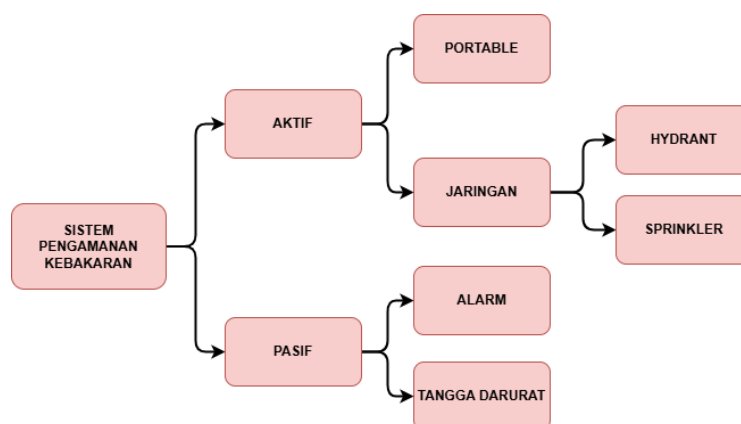 SISTEM
PENGAMANAN
KEBAKARAN
AKTIF
PORTABLE
JARINGAN
HYDRANT
SPRINKLER
PASIF
ALARM
TANGGA DARURAT